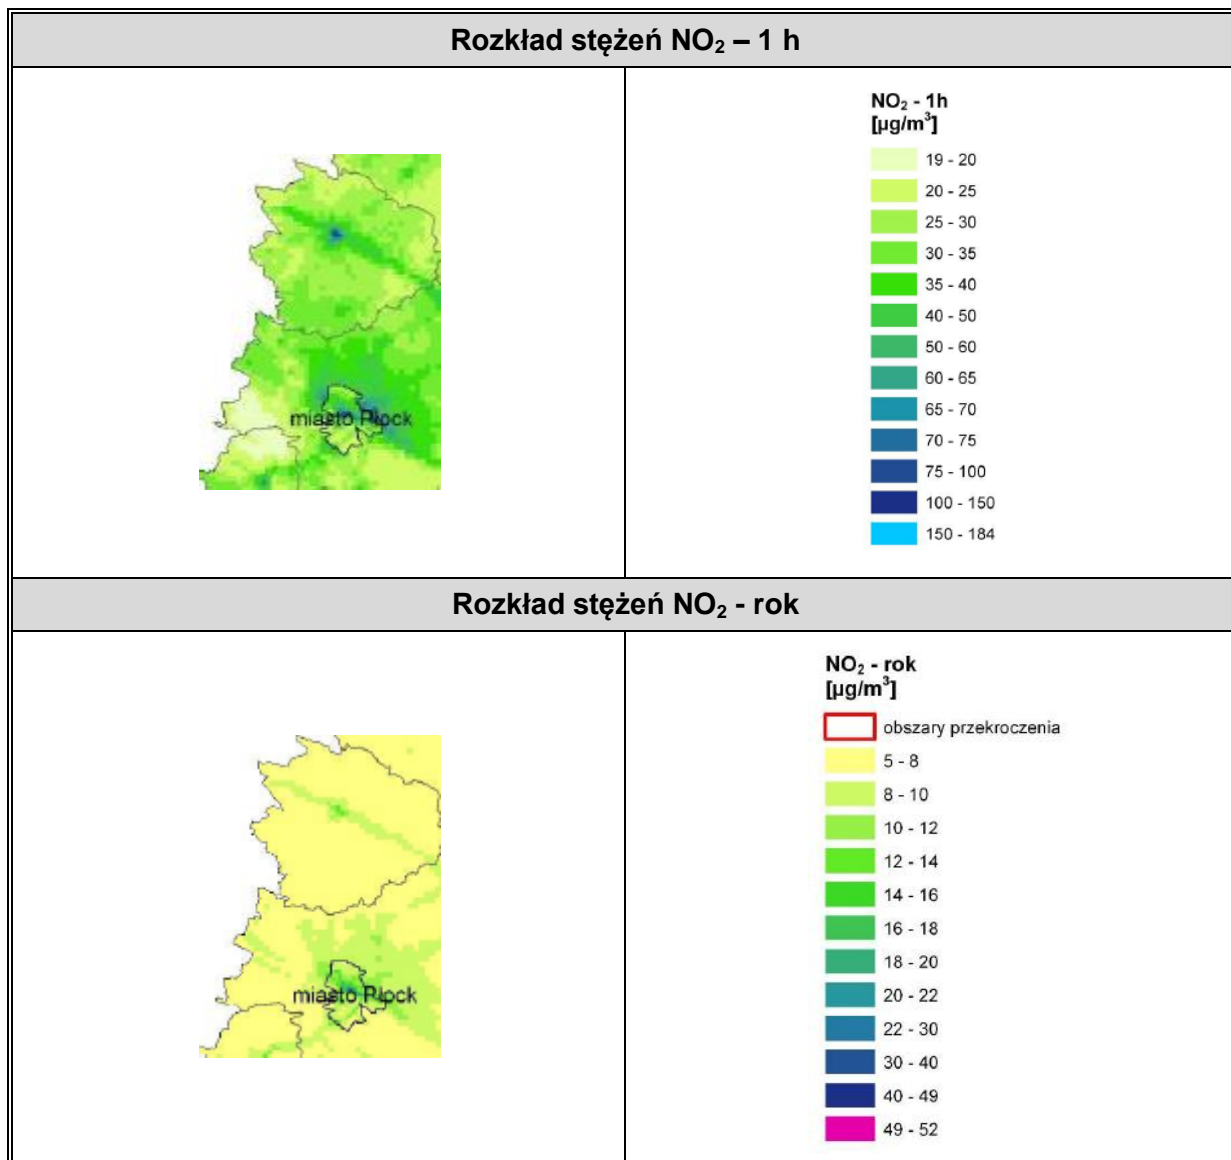 Rozkład stężeń NO₂ – 1 h
miasto Płock
NO₂ - 1h
[µg/m³]
19 - 20
20 - 25
25 - 30
30 - 35
35 - 40
40 - 50
50 - 60
60 - 65
65 - 70
70 - 75
75 - 100
100 - 150
150 - 184
Rozkład stężeń NO₂ - rok
miasto Płock
NO₂ - rok
[µg/m³]
obszary przekroczenia
5 - 8
8 - 10
10 - 12
12 - 14
14 - 16
16 - 18
18 - 20
20 - 22
22 - 30
30 - 40
40 - 49
49 - 52